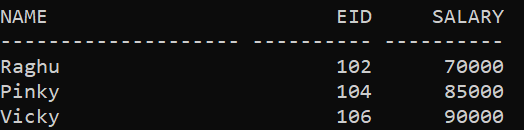 NAME                        EID     SALARY
-------------------- ---------- ----------
Raghu                       102      70000
Pinky                       104      85000
Vicky                       106      90000